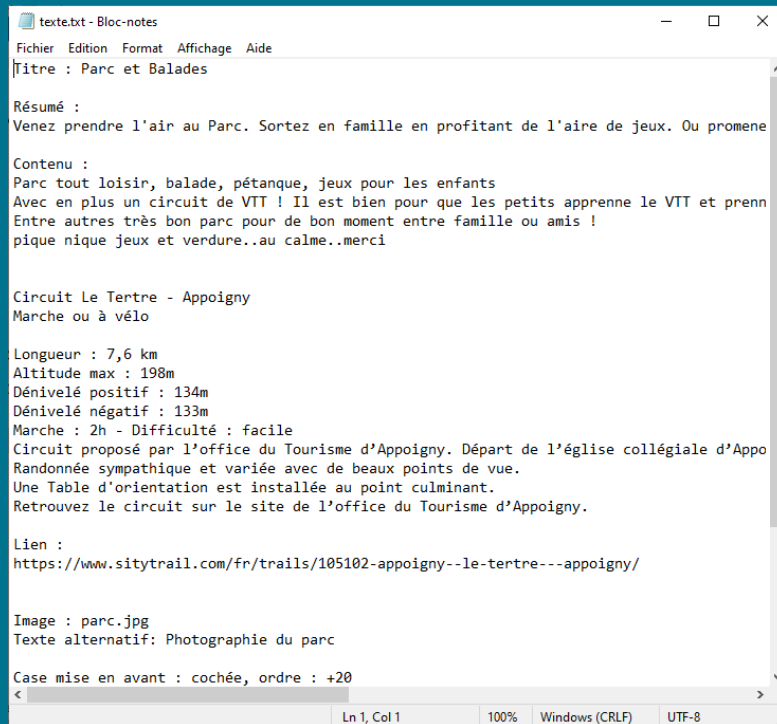 texte.txt - Bloc-notes
Fichier Edition Format Affichage Aide
Titre : Parc et Balades
Résumé :
Venez prendre l'air au Parc. Sortez en famille en profitant de l'aire de jeux. Ou promene
Contenu :
Parc tout loisir, balade, pétanque, jeux pour les enfants
Avec en plus un circuit de VTT ! Il est bien pour que les petits apprenne le VTT et prenn
Entre autres très bon parc pour de bon moment entre famille ou amis !
pique nique jeux et verdure..au calme..merci
Circuit Le Tertre - Appoigny
Marche ou à vélo
Longueur : 7,6 km
Altitude max : 198m
Dénivelé positif : 134m
Dénivelé négatif : 133m
Marche : 2h - Difficulté : facile
Circuit proposé par l’office du Tourisme d’Appoigny. Départ de l’église collégiale d’Appo
Randonnée sympathique et variée avec de beaux points de vue.
Une Table d'orientation est installée au point culminant.
Retrouvez le circuit sur le site de l’office du Tourisme d’Appoigny.
Lien :
https://www.sitytrail.com/fr/trails/105102-appoigny--le-tertre---appoigny/
Image : parc.jpg
Texte alternatif: Photographie du parc
Case mise en avant : cochée, ordre : +20
Ln 1, Col 1 100% Windows (CRLF) UTF-8